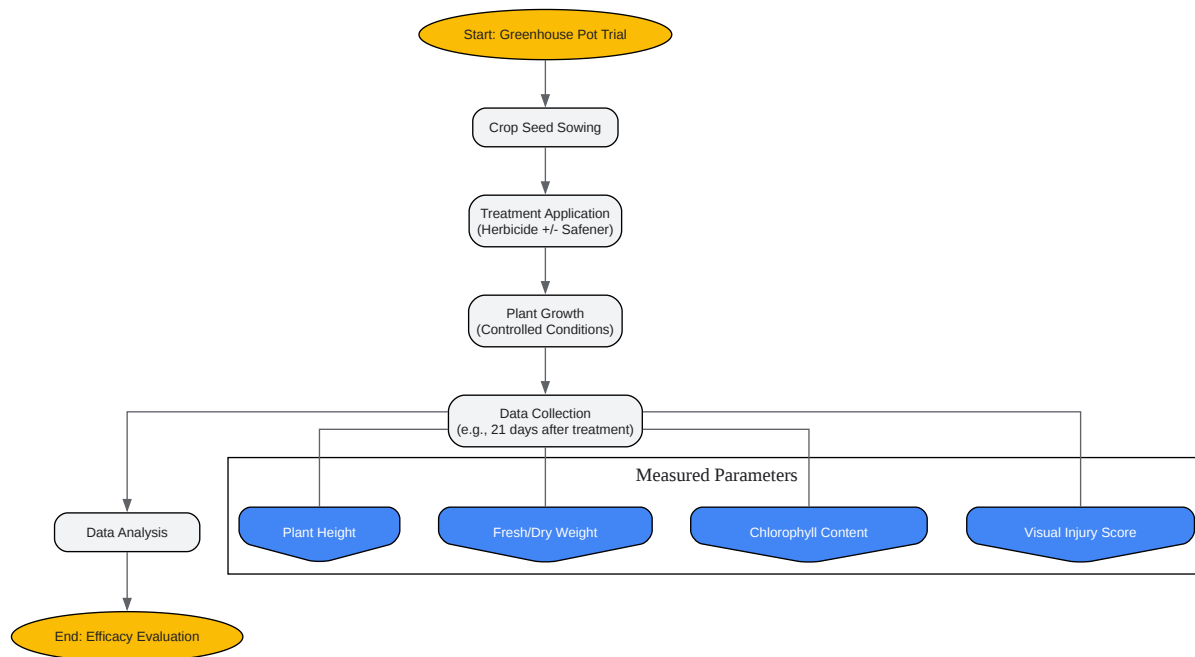 Start: Greenhouse Pot Trial
Crop Seed Sowing
Treatment Application
(Herbicide +/- Safener)
Plant Growth
(Controlled Conditions)
Data Collection
(e.g., 21 days after treatment)
Measured Parameters
Data Analysis
Plant Height
Fresh/Dry Weight
Chlorophyll Content
Visual Injury Score
End: Efficacy Evaluation